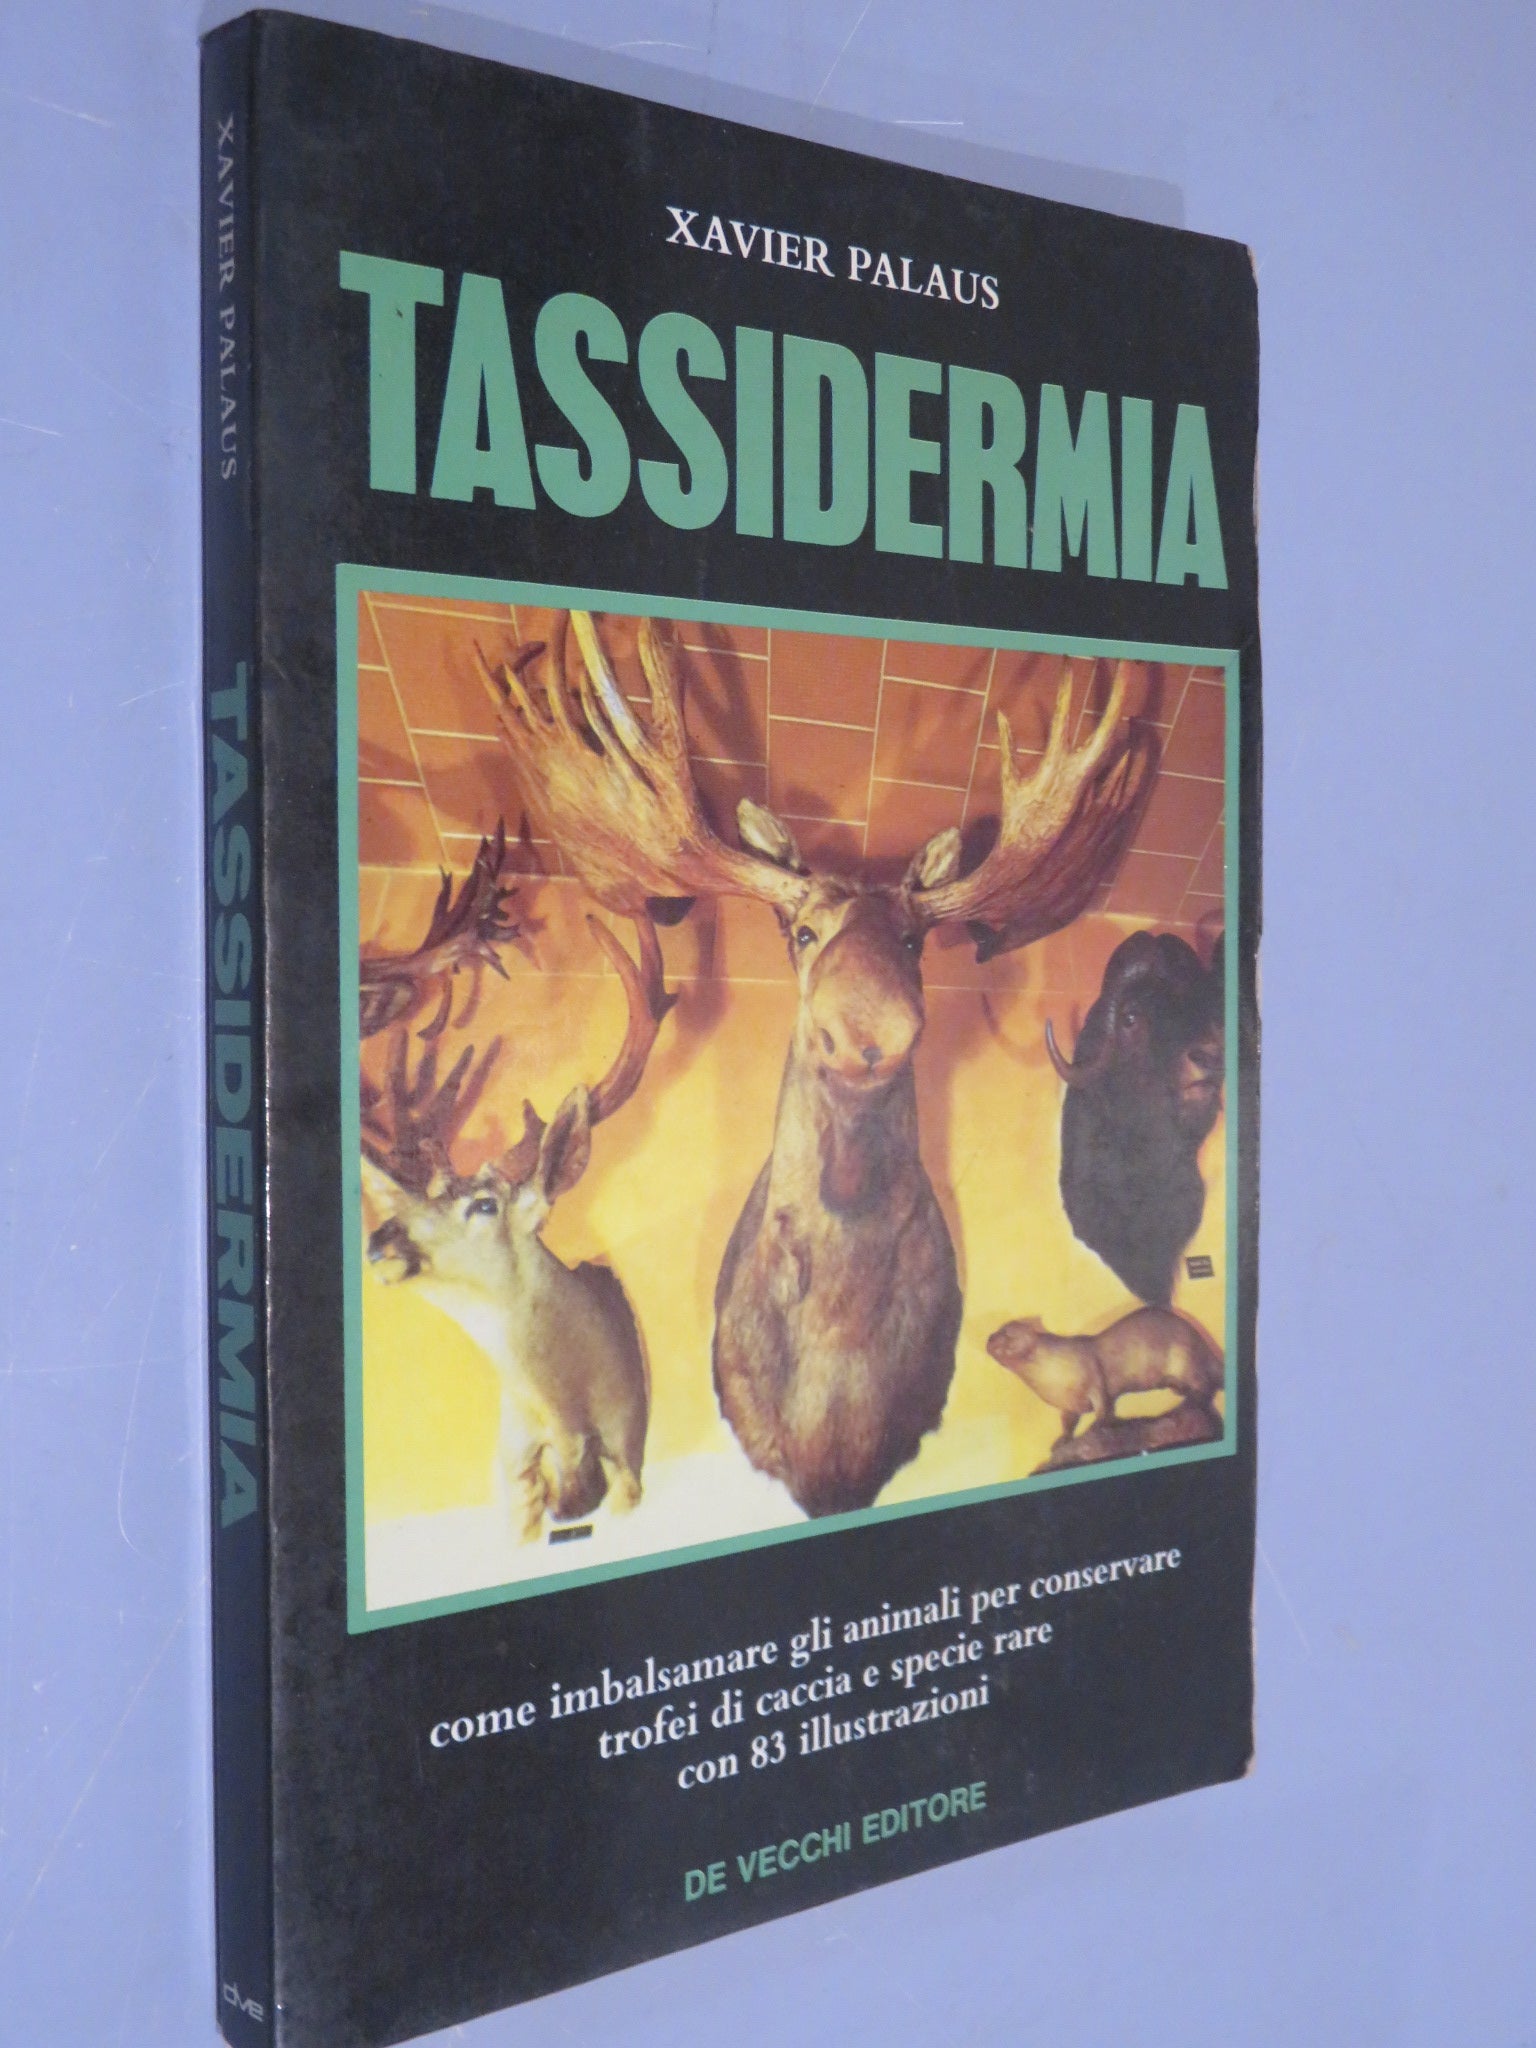 XAVIER PALAUS
TASSIDERMIA
come imbalsamare gli animali per conservare
trofei di caccia e specie rare
con 83 illustrazioni
DE VECCHI EDITORE
XAVIER PALAUS
TASSIDERMIA
dve